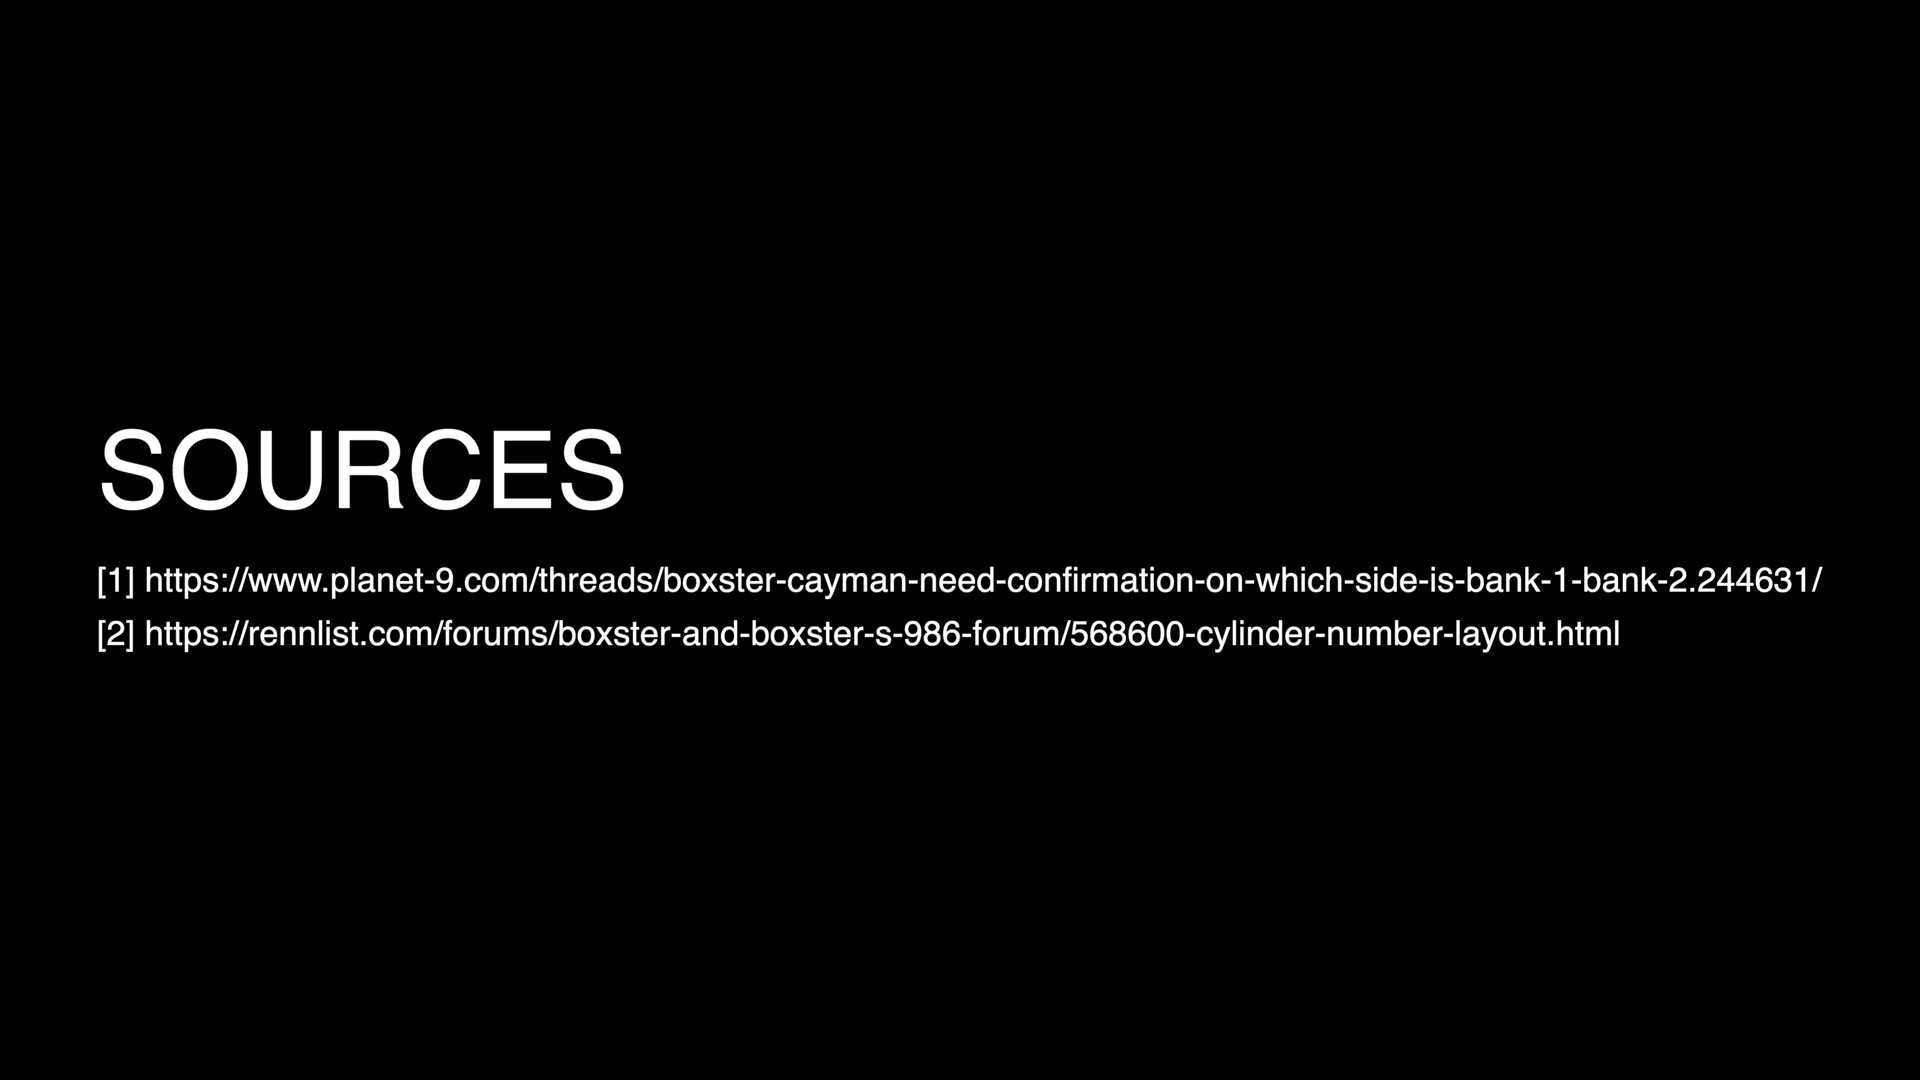 SOURCES
[1] https://www.planet-9.com/threads/boxster-cayman-need-confirmation-on-which-side-is-bank-1-bank-2.244631/
[2] https://rennlist.com/forums/boxster-and-boxster-s-986-forum/568600-cylinder-number-layout.html